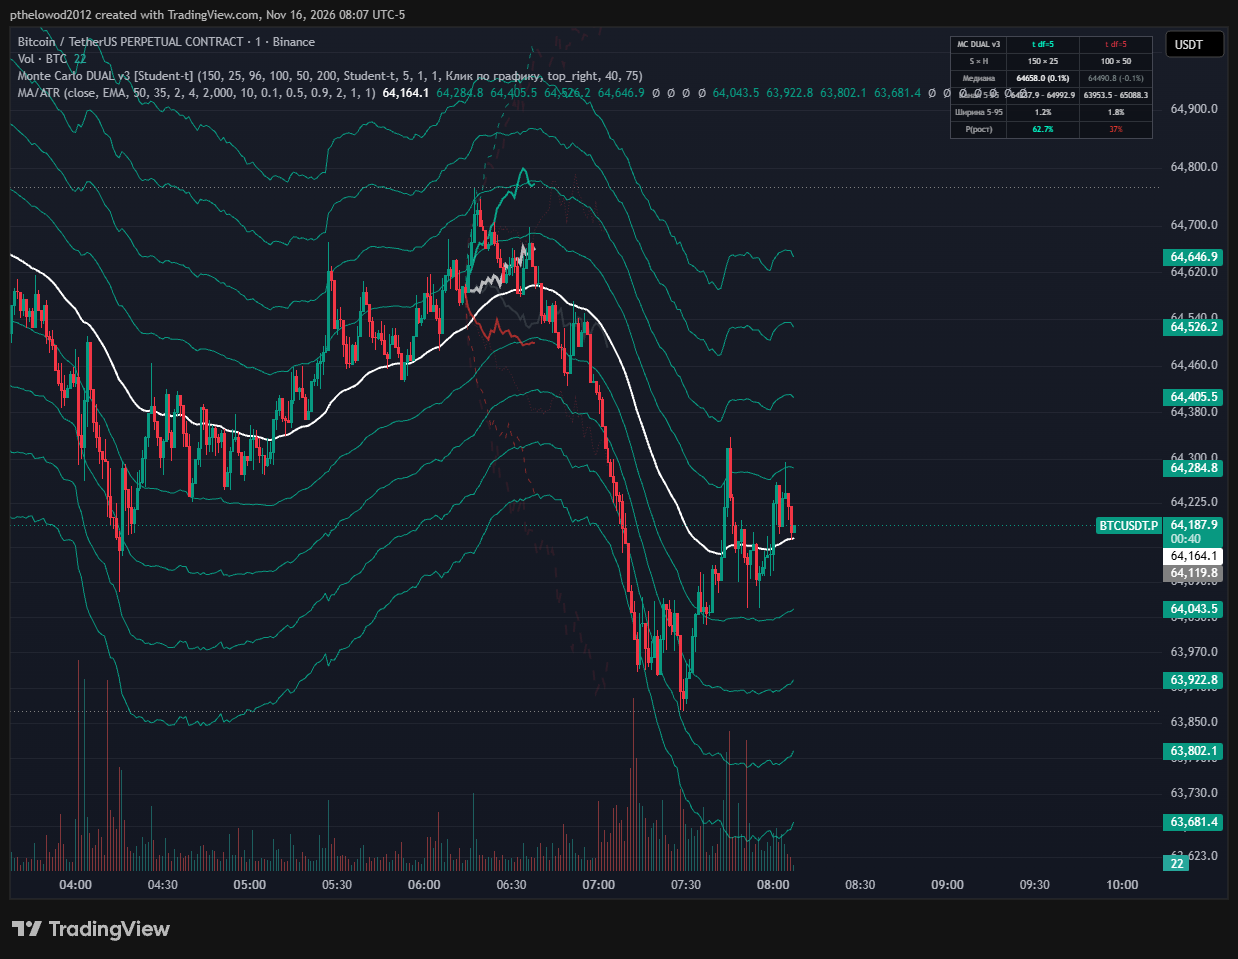 pthelowod2012 created with TradingView.com, Nov 16, 2026 08:07 UTC-5
Bitcoin / TetherUS PERPETUAL CONTRACT · 1 · Binance
Vol · BTC 22
Monte Carlo DUAL v3 [Student-t] (150, 25, 96, 100, 50, 200, Student-t, 5, 1, 1, Клик по графику, top_right, 40, 75)
MA/ATR (close, EMA, 50, 35, 2, 4, 2,000, 10, 0.1, 0.5, 0.9, 2, 1, 1) 64,164.1 64,284.8 64,405.5 64,526.2 64,646.9 Ø Ø Ø Ø 64,043.5 63,922.8 63,802.1 63,681.4 Ø Ø Ø Ø Ø Ø Ø
MC DUAL v3 t df=5 t df=5
S × H 150 × 25 100 × 50
Медиана 64658.0 (0.1%) 64490.8 (-0.1%)
5-95 64237.9 - 64992.9 63953.5 - 65088.3
Ширина 5-95 1.2% 1.8%
P(рост) 62.7% 37%
USDT
64,900.0
64,800.0
64,700.0
64,646.9
64,620.0
64,540.0
64,526.2
64,460.0
64,405.5
64,380.0
64,300.0
64,284.8
64,225.0
BTCUSDT.P 64,187.9
00:40
64,164.1
64,119.8
64,043.5
63,970.0
63,922.8
63,850.0
63,802.1
63,730.0
63,681.4
22
04:00 04:30 05:00 05:30 06:00 06:30 07:00 07:30 08:00 08:30 09:00 09:30 10:00
TradingView